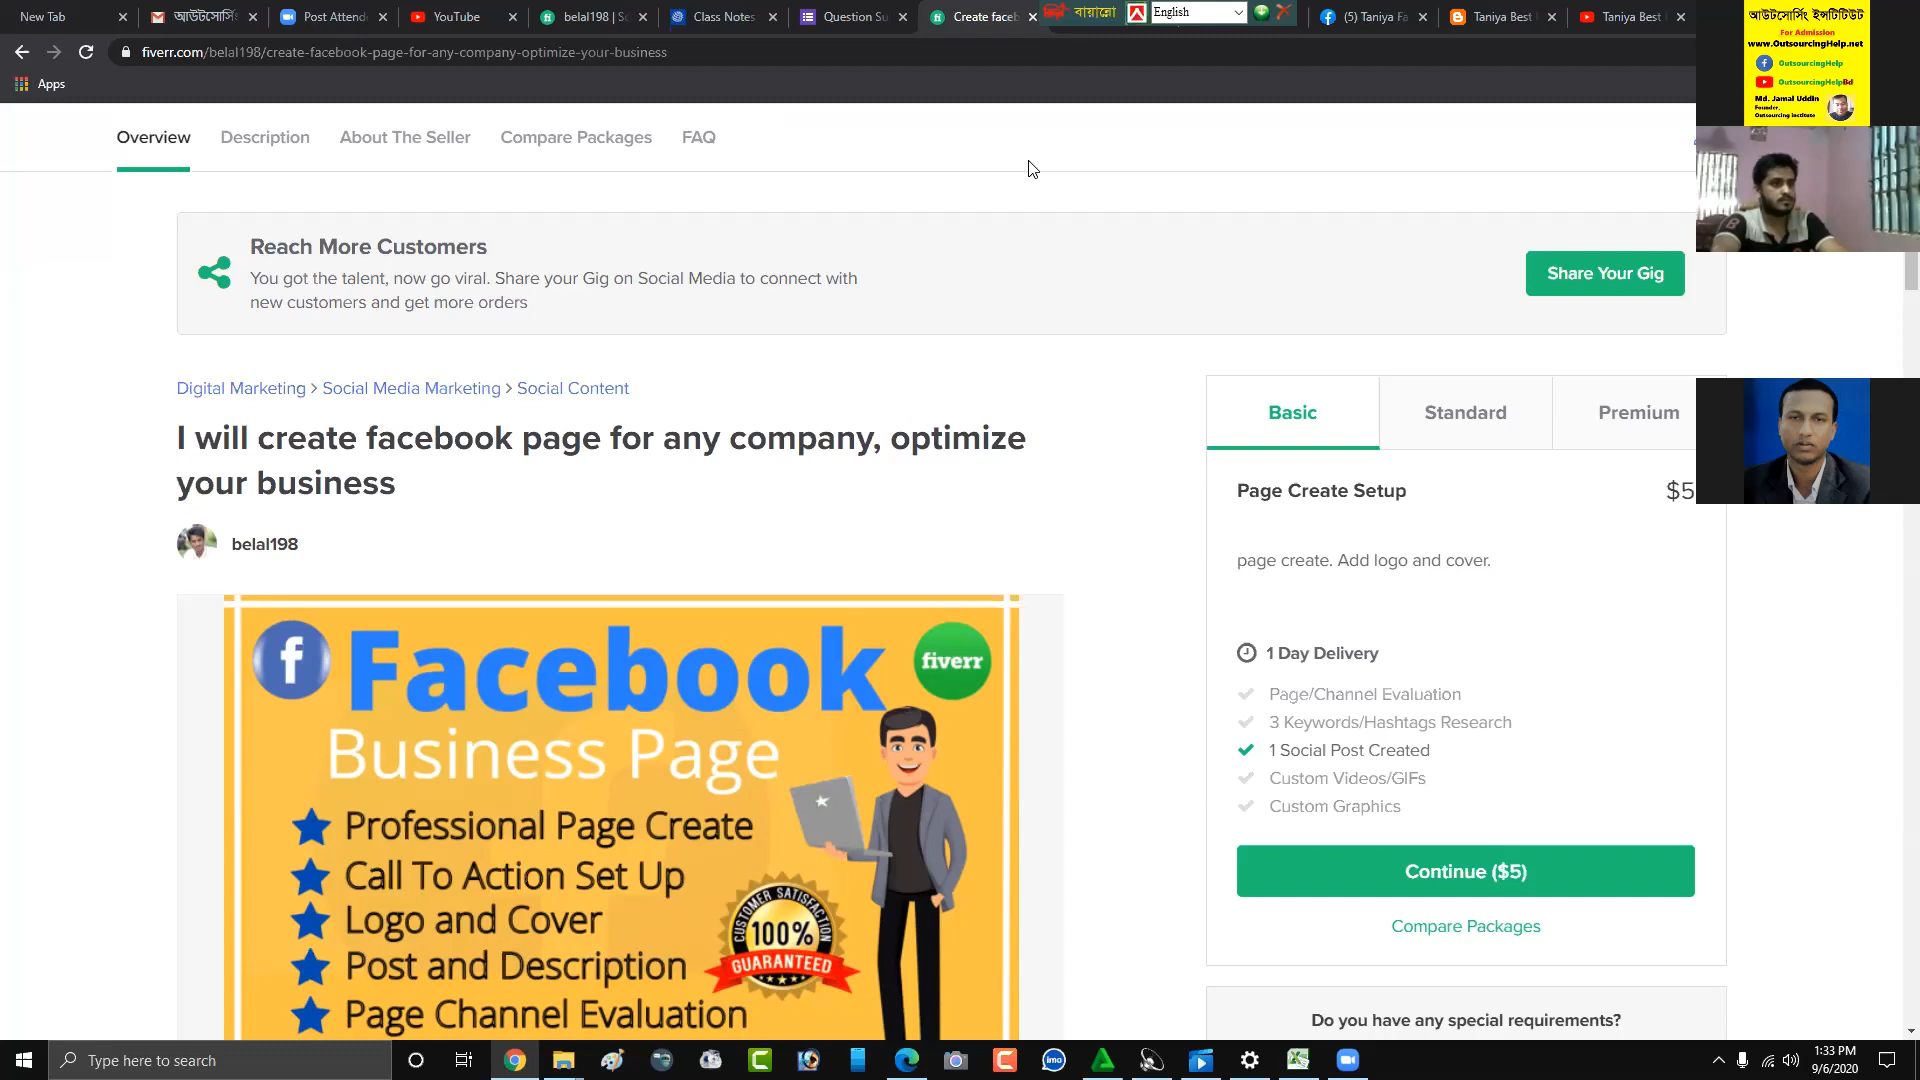 New Tab
আউটসোর্সিং
Post Attend
YouTube
belal198 | Sc
Class Notes
Question Su
Create faceb
বায়ান্নো
English
(5) Taniya Fa
Taniya Best
Taniya Best
fiverr.com/belal198/create-facebook-page-for-any-company-optimize-your-business
Apps
আউটসোর্সিং ইন্সটিটিউট
For Admission
www.OutsourcingHelp.net
OutsourcingHelp
OutsourcingHelpBd
Md. Jamal Uddin
Founder,
Outsourcing Institute
Overview
Description
About The Seller
Compare Packages
FAQ
Reach More Customers
You got the talent, now go viral. Share your Gig on Social Media to connect with
new customers and get more orders
Share Your Gig
Digital Marketing > Social Media Marketing > Social Content
I will create facebook page for any company, optimize
your business
belal198
Facebook
fiverr
Business Page
Professional Page Create
Call To Action Set Up
Logo and Cover
Post and Description
Page Channel Evaluation
CUSTOMER SATISFACTION
100%
GUARANTEED
Basic
Standard
Premium
Page Create Setup
$5
page create. Add logo and cover.
1 Day Delivery
Page/Channel Evaluation
3 Keywords/Hashtags Research
1 Social Post Created
Custom Videos/GIFs
Custom Graphics
Continue ($5)
Compare Packages
Do you have any special requirements?
Type here to search
imo
1:33 PM
9/6/2020